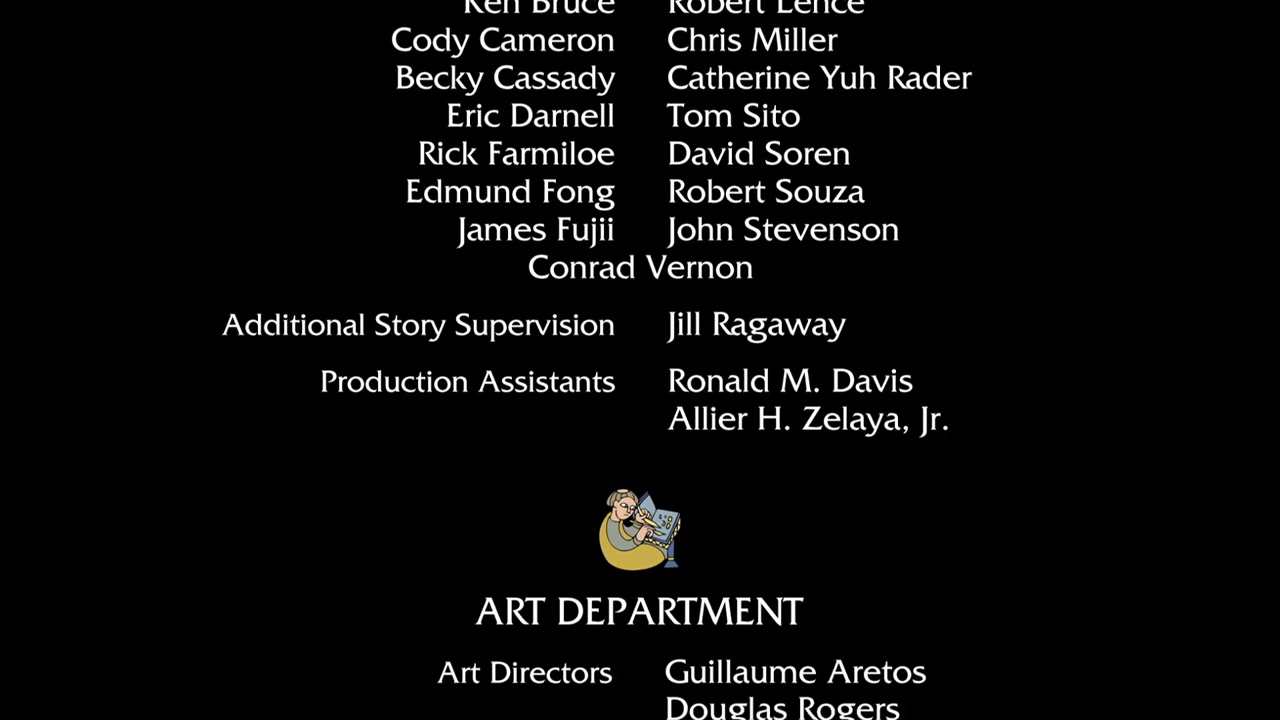 Ken Bruce Robert Lence
Cody Cameron Chris Miller
Becky Cassady Catherine Yuh Rader
Eric Darnell Tom Sito
Rick Farmiloe David Soren
Edmund Fong Robert Souza
James Fujii John Stevenson
Conrad Vernon
Additional Story Supervision Jill Ragaway
Production Assistants Ronald M. Davis
Allier H. Zelaya, Jr.
ART DEPARTMENT
Art Directors Guillaume Aretos
Douglas Rogers